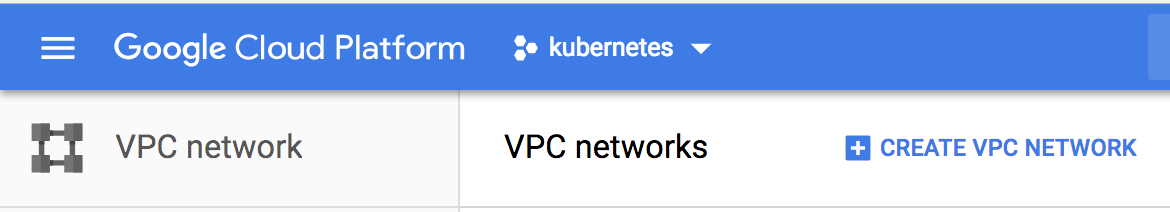 Google Cloud Platform kubernetes
VPC network VPC networks CREATE VPC NETWORK